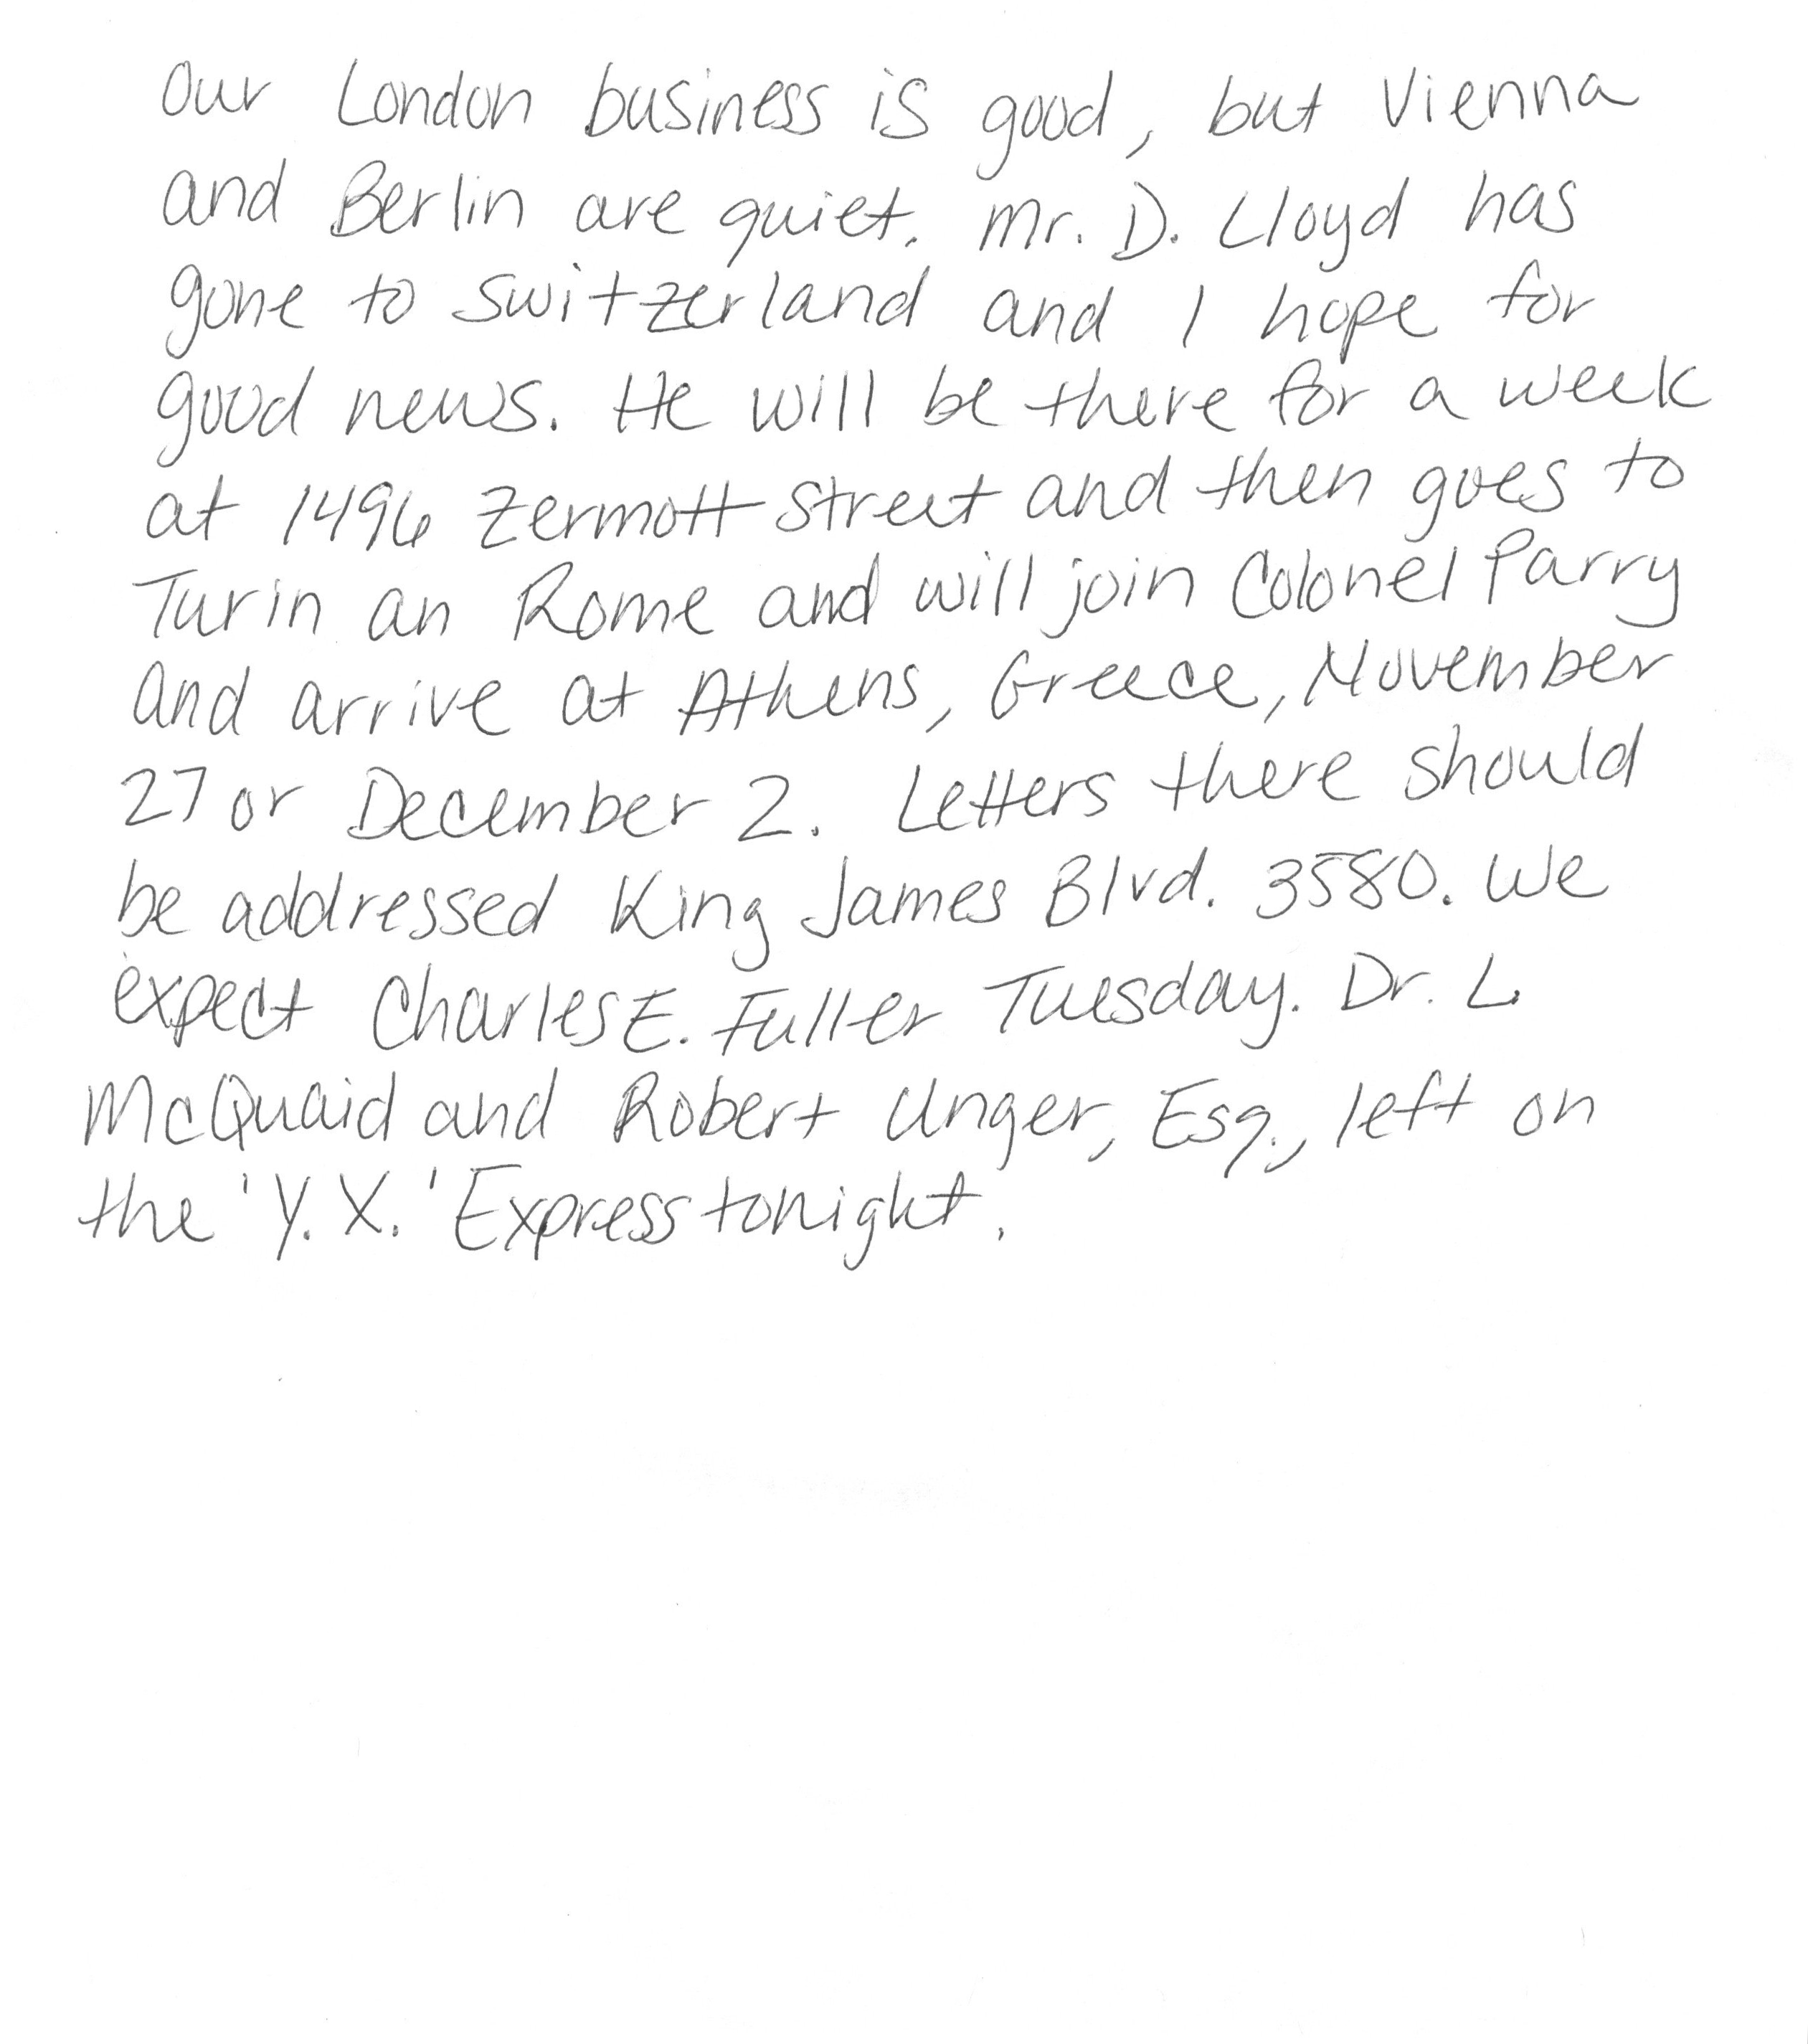 Our London business is good, but Vienna
and Berlin are quiet. Mr. D. Lloyd has
gone to Switzerland and I hope for
good news. He will be there for a week
at 1496 Zermott Street and then goes to
Turin an Rome and will join Colonel Parry
and arrive at Athens, Greece, November
27 or December 2. Letters there should
be addressed King James Blvd. 3580. We
expect Charles E. Fuller Tuesday. Dr. L.
McQuaid and Robert Unger, Esq., left on
the 'Y. X.' Express tonight.